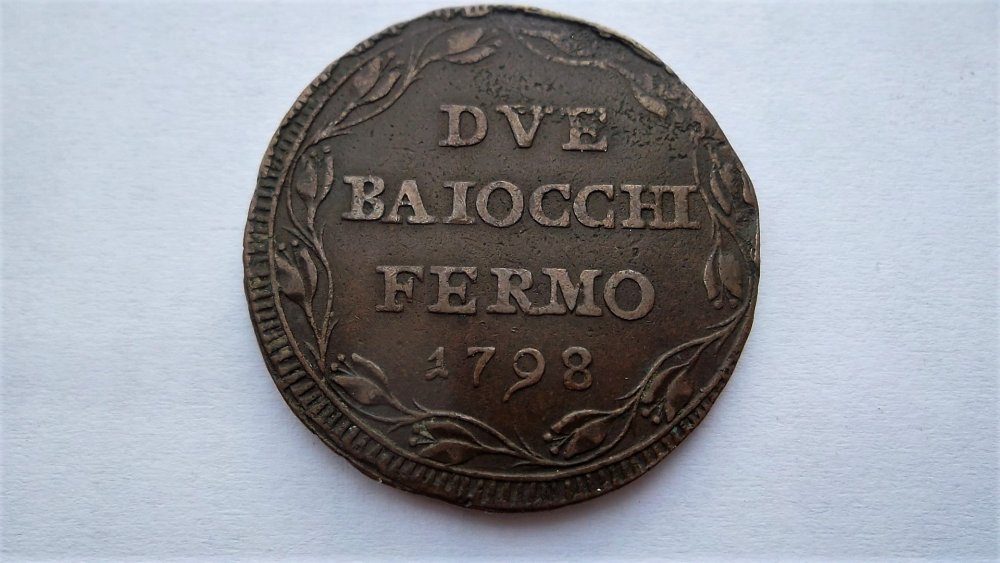 DVE
BAIOCCHI
FERMO
1798